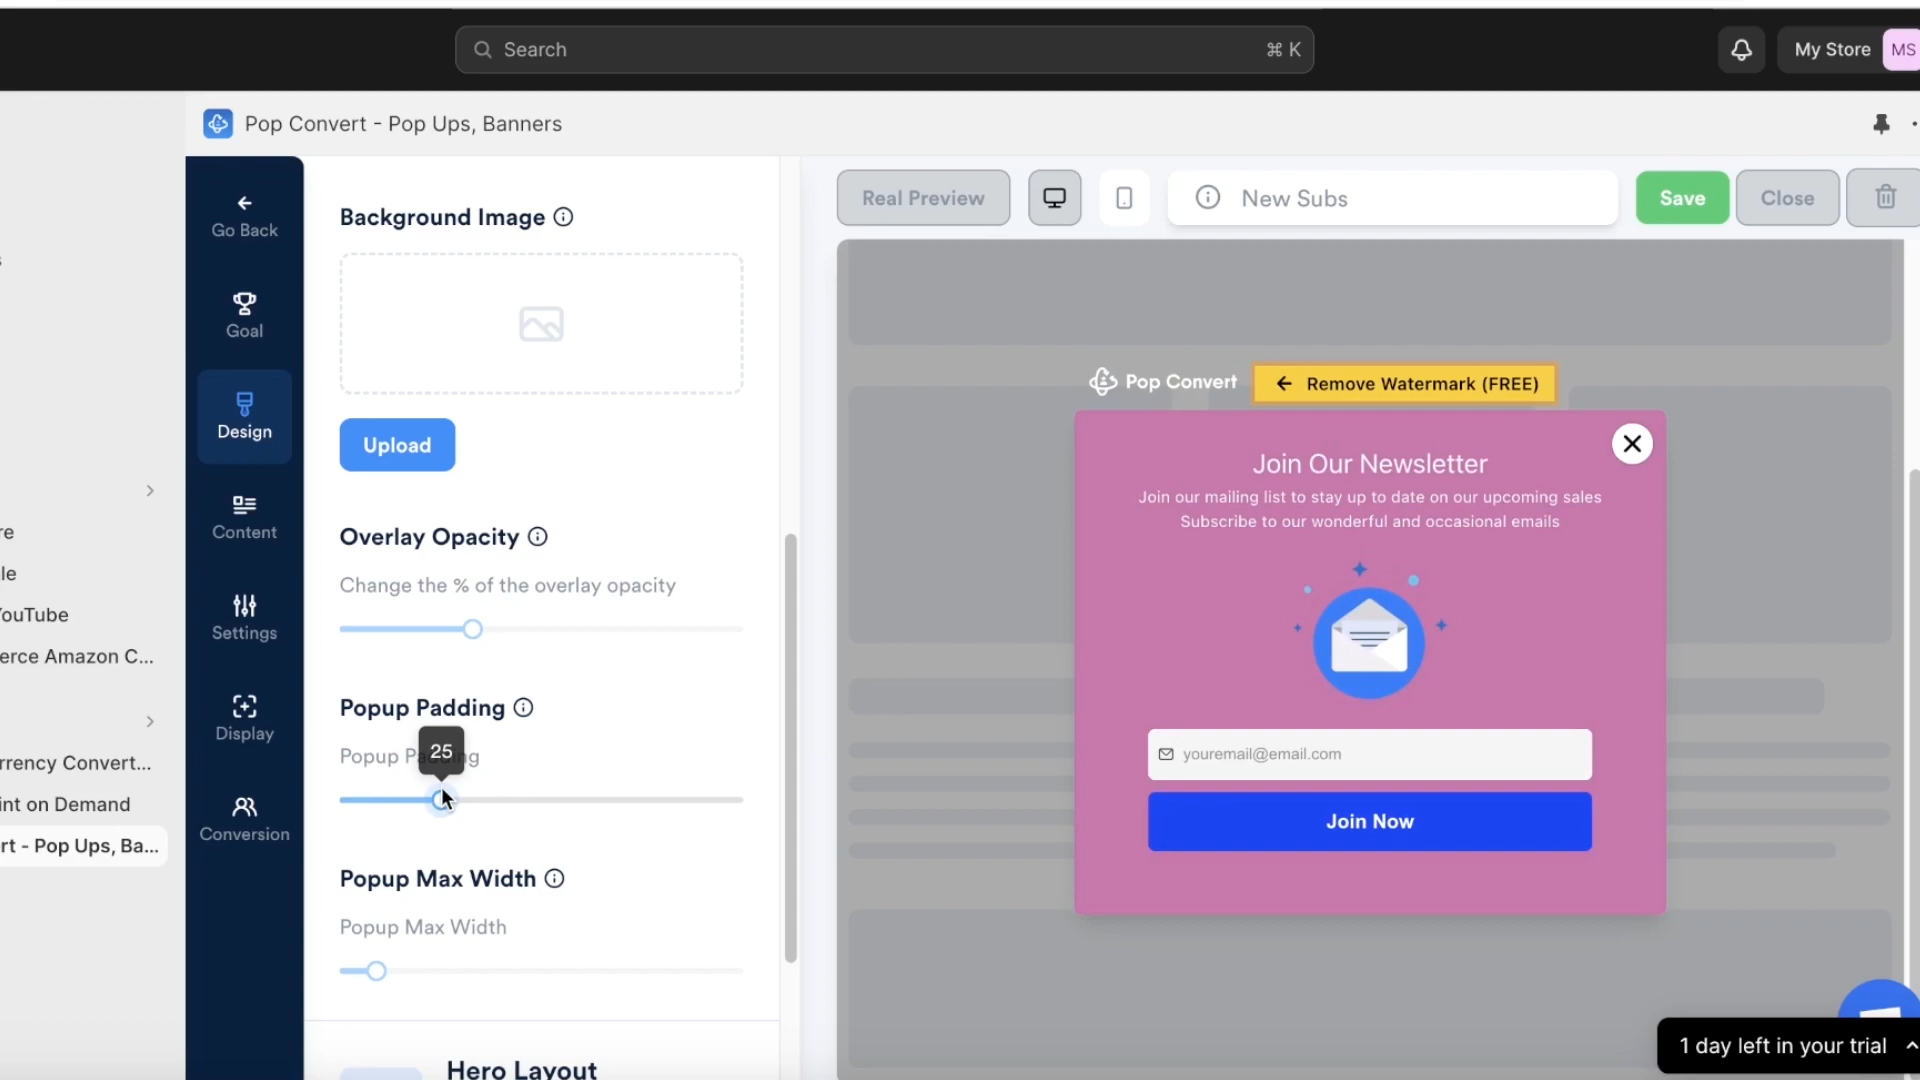 Search
⌘ K
My Store
MS
Pop Convert - Pop Ups, Banners
Go Back
Goal
Design
Content
Settings
Display
Conversion
s
re
le
YouTube
erce Amazon C...
rrency Convert...
int on Demand
rt - Pop Ups, Ba...
Background Image
Upload
Overlay Opacity
Change the % of the overlay opacity
Popup Padding
Popup Padding
25
Popup Max Width
Popup Max Width
Hero Layout
Real Preview
New Subs
Save
Close
Pop Convert
Remove Watermark (FREE)
Join Our Newsletter
Join our mailing list to stay up to date on our upcoming sales
Subscribe to our wonderful and occasional emails
youremail@email.com
Join Now
1 day left in your trial